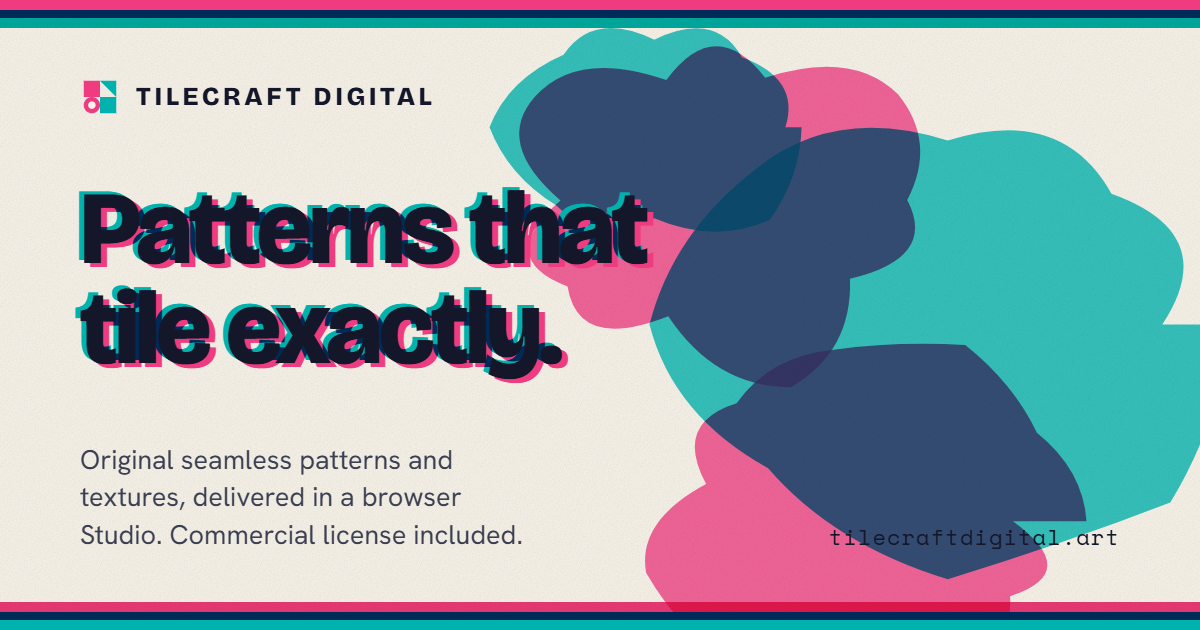 TILECRAFT DIGITAL
Patterns that
tile exactly.
Original seamless patterns and
textures, delivered in a browser
Studio. Commercial license included.
tilecraftdigital.art